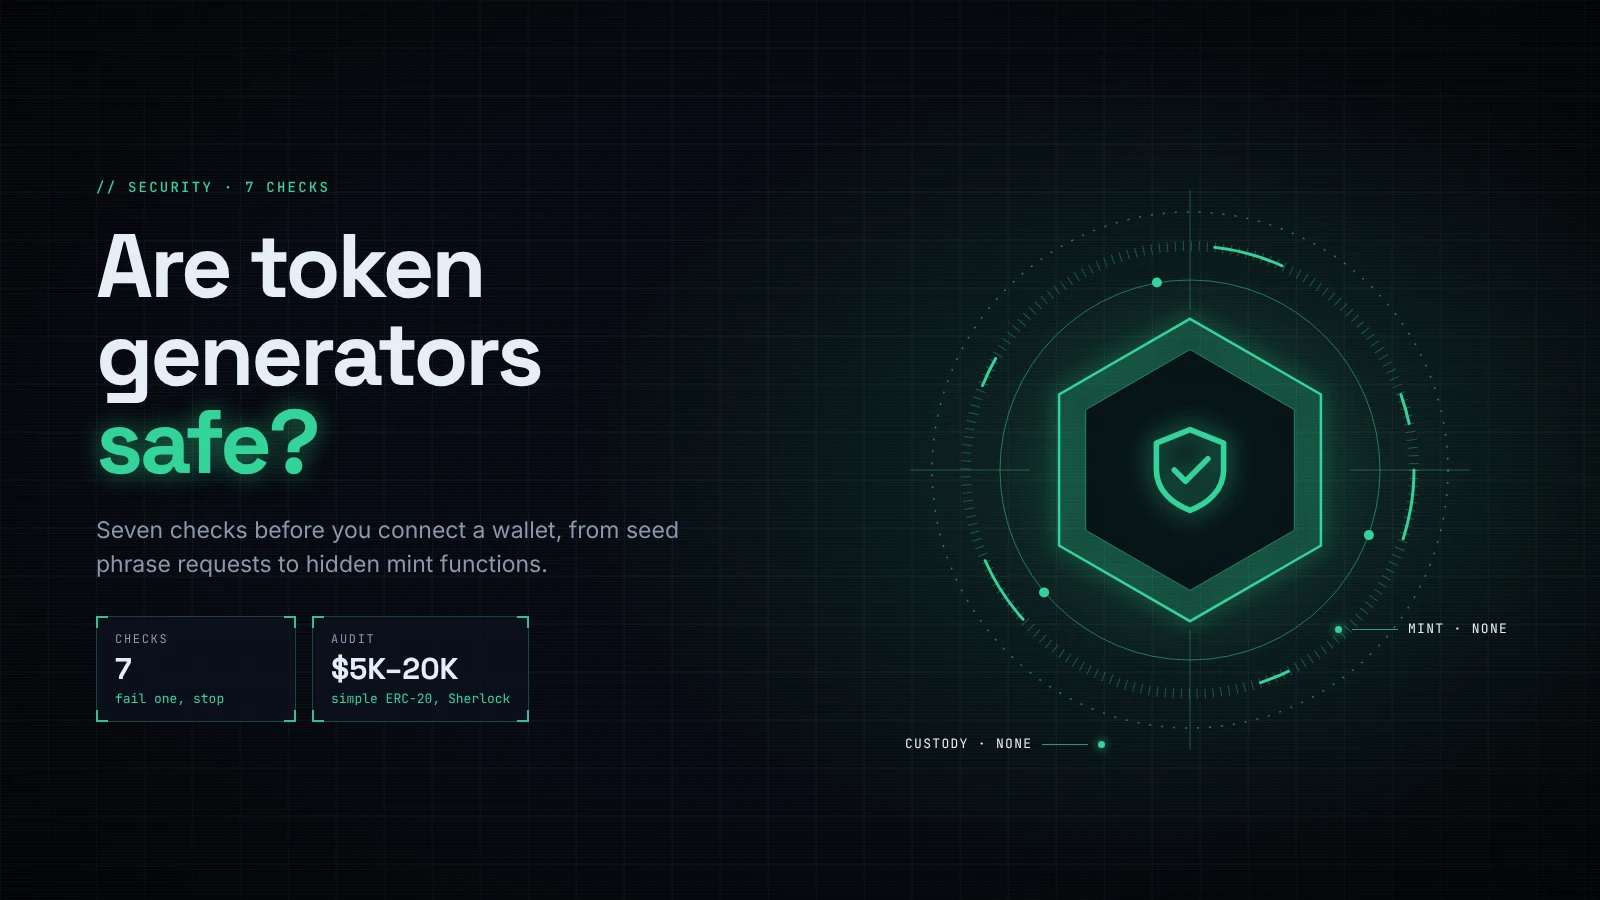 // SECURITY · 7 CHECKS
Are token
generators
safe?
Seven checks before you connect a wallet, from seed
phrase requests to hidden mint functions.
CHECKS
7
fail one, stop
AUDIT
$5K–20K
simple ERC-20, Sherlock
MINT · NONE
CUSTODY · NONE